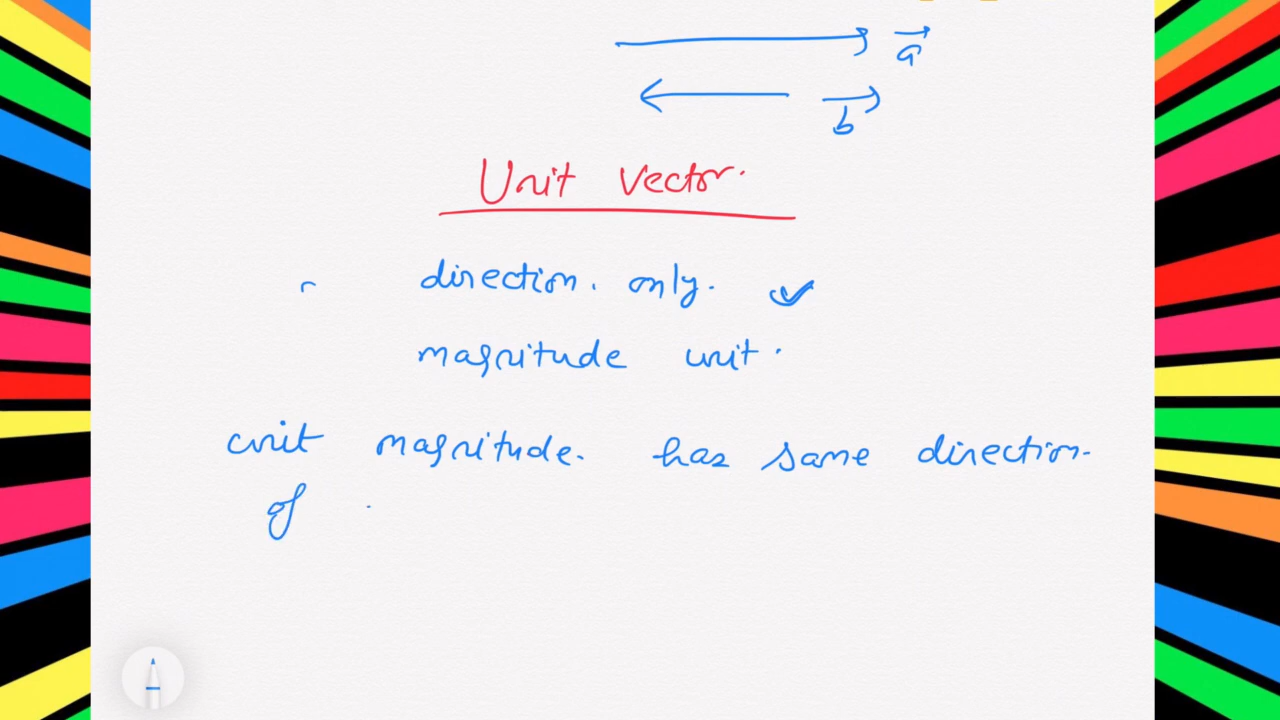 a
b
Unit Vector.
direction. only.
magnitude unit.
unit magnitude. has same direction.
of